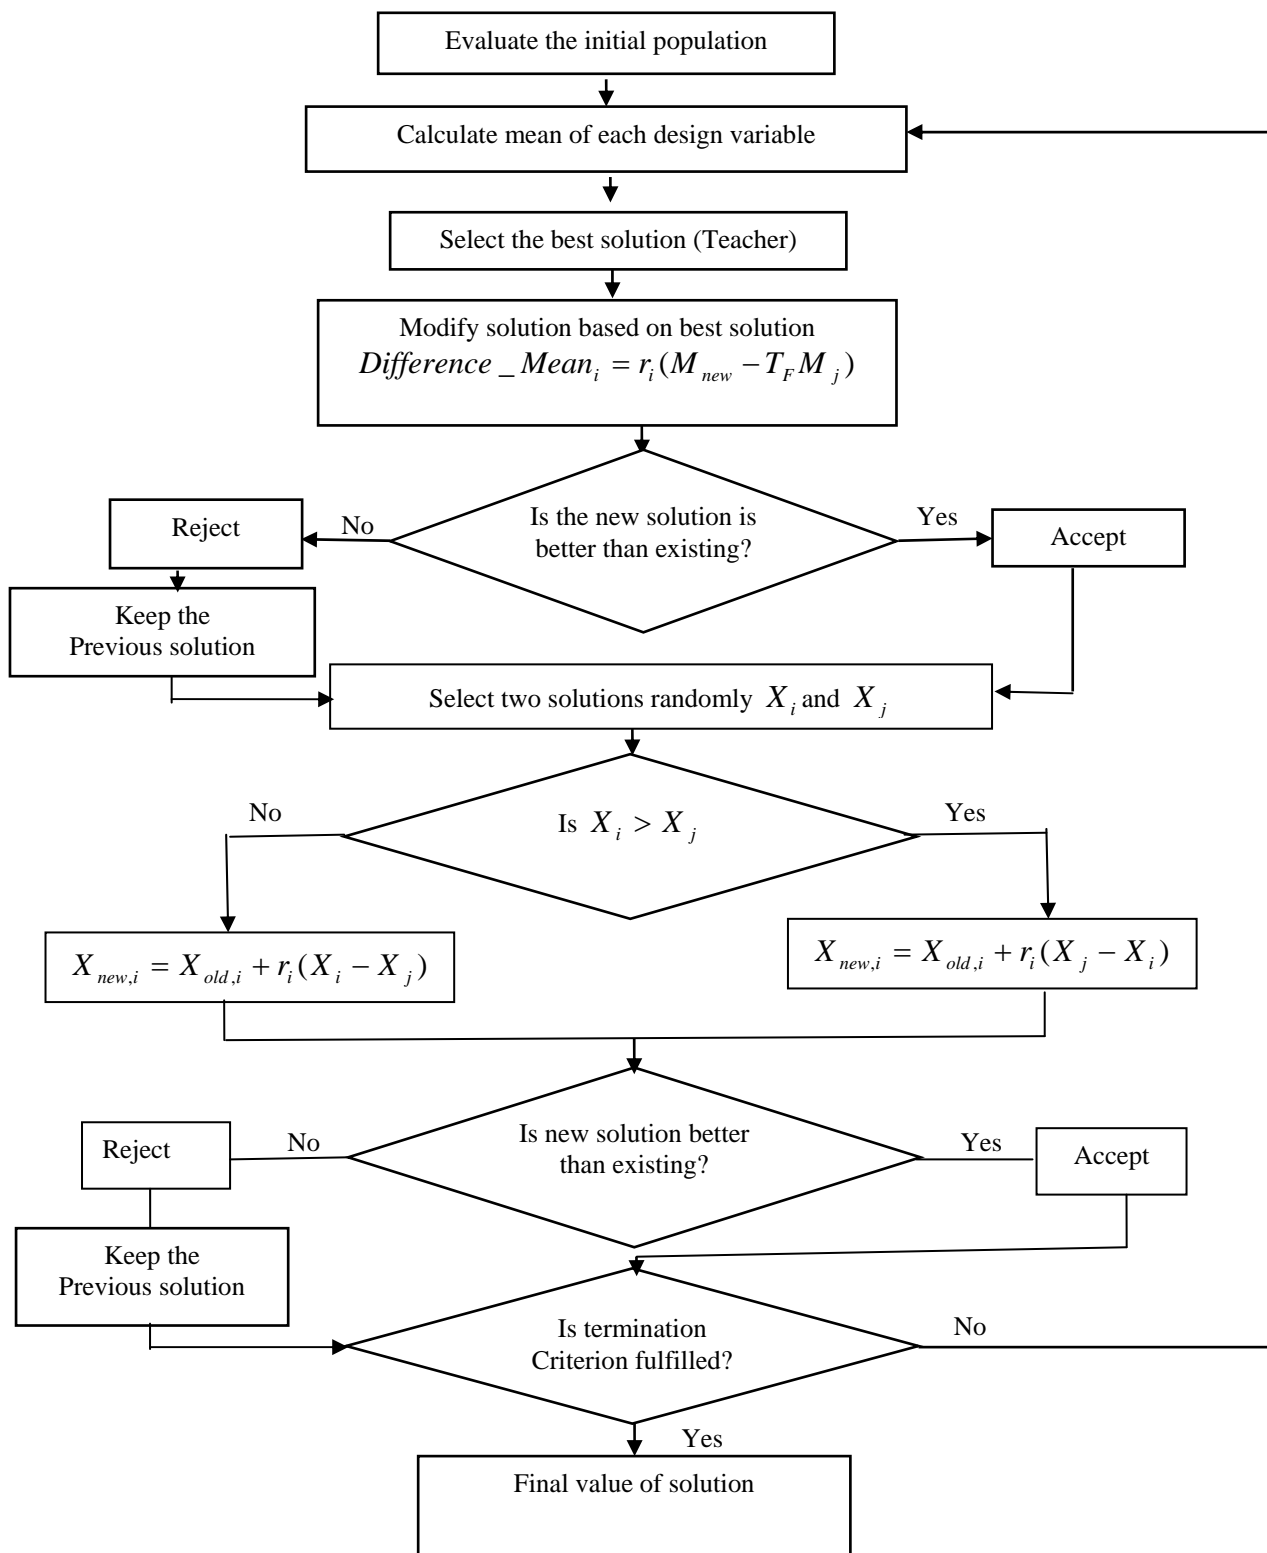 Evaluate the initial population
Calculate mean of each design variable
Select the best solution (Teacher)
Modify solution based on best solution
Difference _ Mean_i = r_i (M_new − T_F M_j)
Is the new solution is
better than existing?
No
Yes
Reject
Accept
Keep the
Previous solution
Select two solutions randomly X_i and X_j
Is X_i > X_j
No
Yes
X_new,i = X_old,i + r_i (X_i − X_j)
X_new,i = X_old,i + r_i (X_j − X_i)
Is new solution better
than existing?
No
Yes
Reject
Accept
Keep the
Previous solution
Is termination
Criterion fulfilled?
No
Yes
Final value of solution